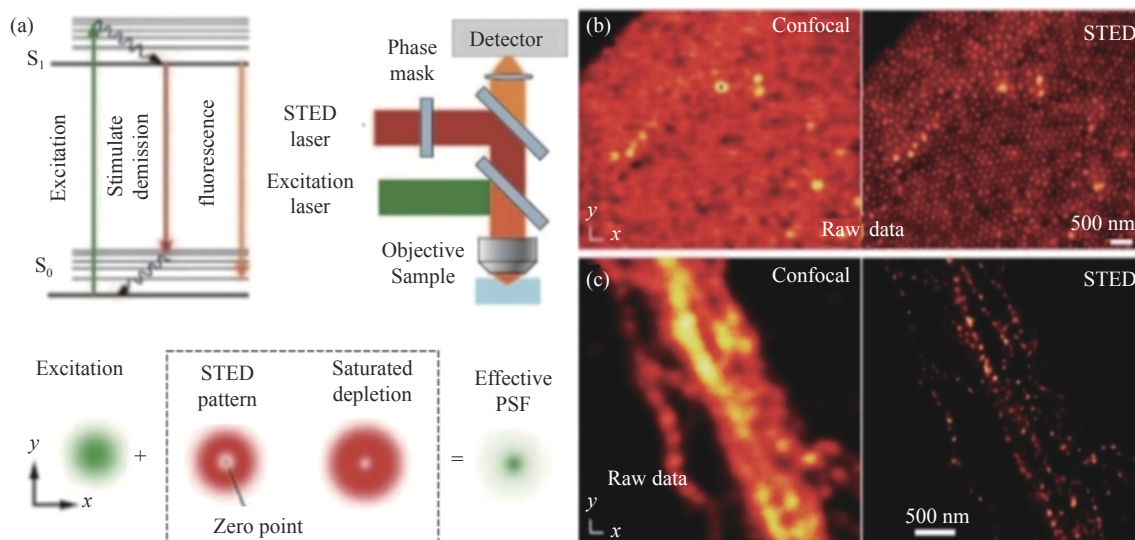 (a)
S1
S0
Excitation
Stimulate
demission
fluorescence
Phase
mask
Detector
STED
laser
Excitation
laser
Objective
Sample
Excitation
STED
pattern
Saturated
depletion
Effective
PSF
y
x
+
=
Zero point
(b)
Confocal
STED
y
x
Raw data
500 nm
(c)
Confocal
STED
Raw data
y
x
500 nm